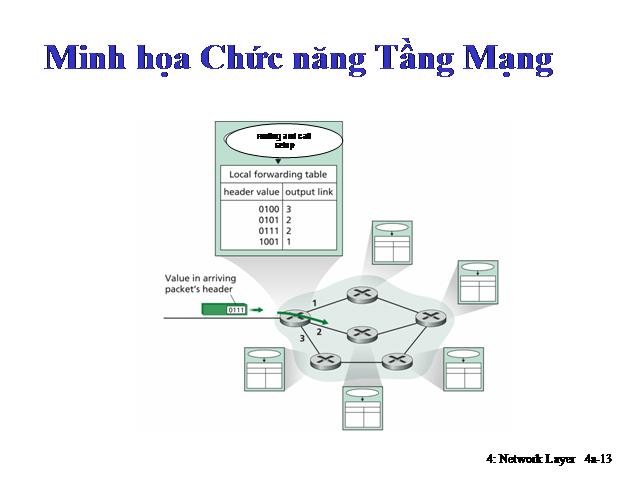 Minh họa Chức năng Tầng Mạng
routing and call
setup
Local forwarding table
header value output link
0100 3
0101 2
0111 2
1001 1
Value in arriving
packet's header
0111
1
2
3
4: Network Layer 4a-13